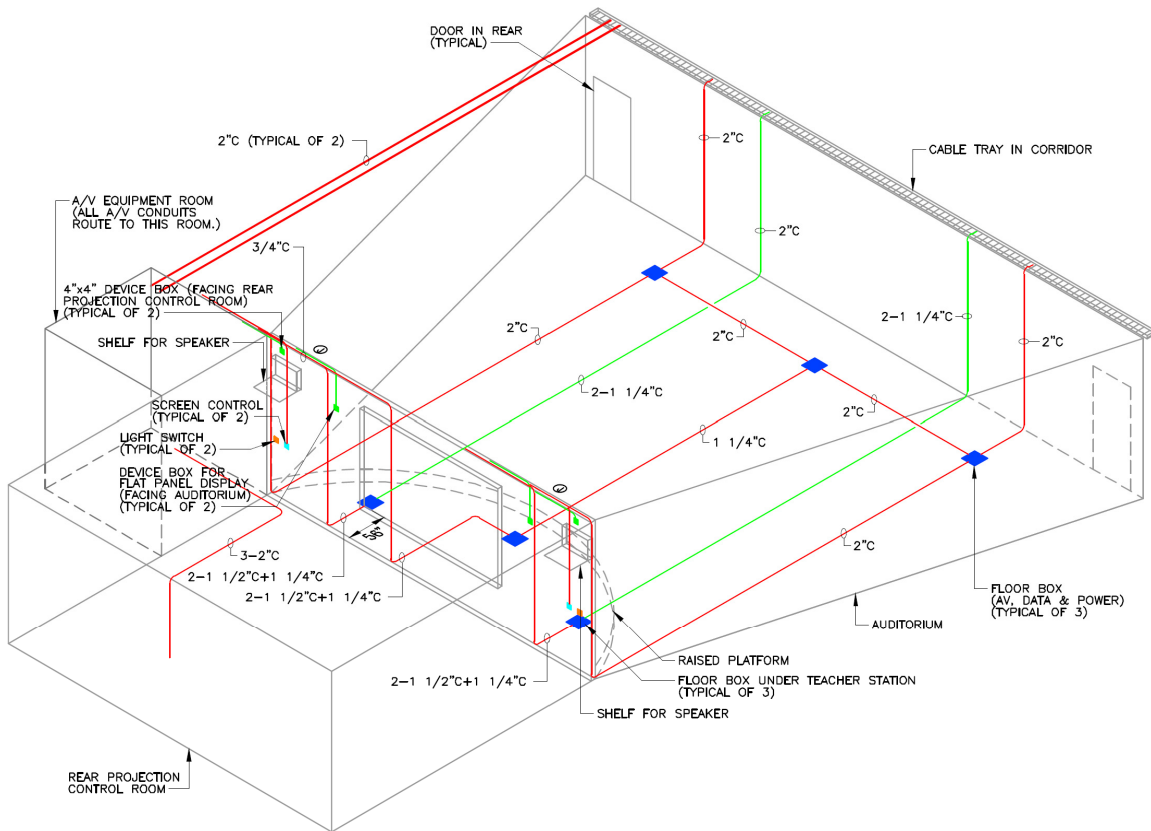 DOOR IN REAR
(TYPICAL)
2"C (TYPICAL OF 2)
2"C
CABLE TRAY IN CORRIDOR
A/V EQUIPMENT ROOM
(ALL A/V CONDUITS
ROUTE TO THIS ROOM.)
2"C
3/4"C
4"x4" DEVICE BOX (FACING REAR
PROJECTION CONTROL ROOM)
(TYPICAL OF 2)
2-1 1/4"C
2"C
2"C
2"C
SHELF FOR SPEAKER
J
2-1 1/4"C
SCREEN CONTROL
(TYPICAL OF 2)
2"C
LIGHT SWITCH
(TYPICAL OF 2)
1 1/4"C
DEVICE BOX FOR
FLAT PANEL DISPLAY
(FACING AUDITORIUM)
(TYPICAL OF 2)
J
58"
3-2"C
2"C
2-1 1/2"C+1 1/4"C
2-1 1/2"C+1 1/4"C
FLOOR BOX
(AV, DATA & POWER)
(TYPICAL OF 3)
AUDITORIUM
RAISED PLATFORM
2-1 1/2"C+1 1/4"C
FLOOR BOX UNDER TEACHER STATION
(TYPICAL OF 3)
SHELF FOR SPEAKER
REAR PROJECTION
CONTROL ROOM